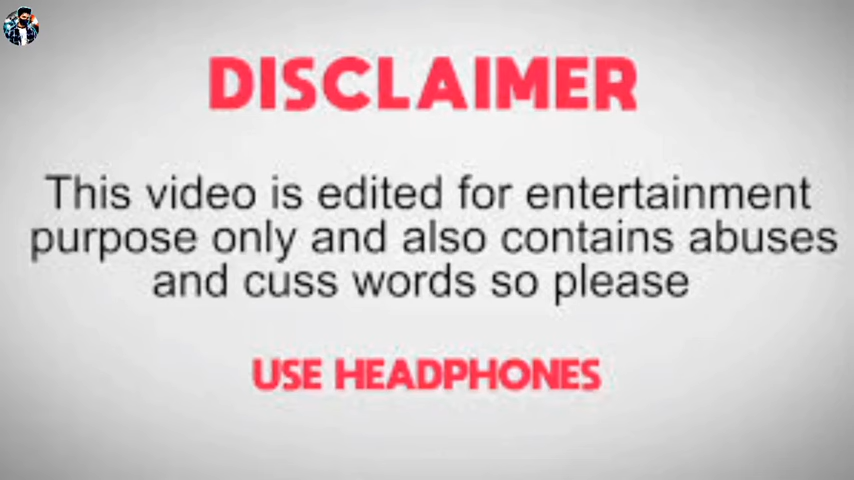 DISCLAIMER
This video is edited for entertainment
purpose only and also contains abuses
and cuss words so please
USE HEADPHONES